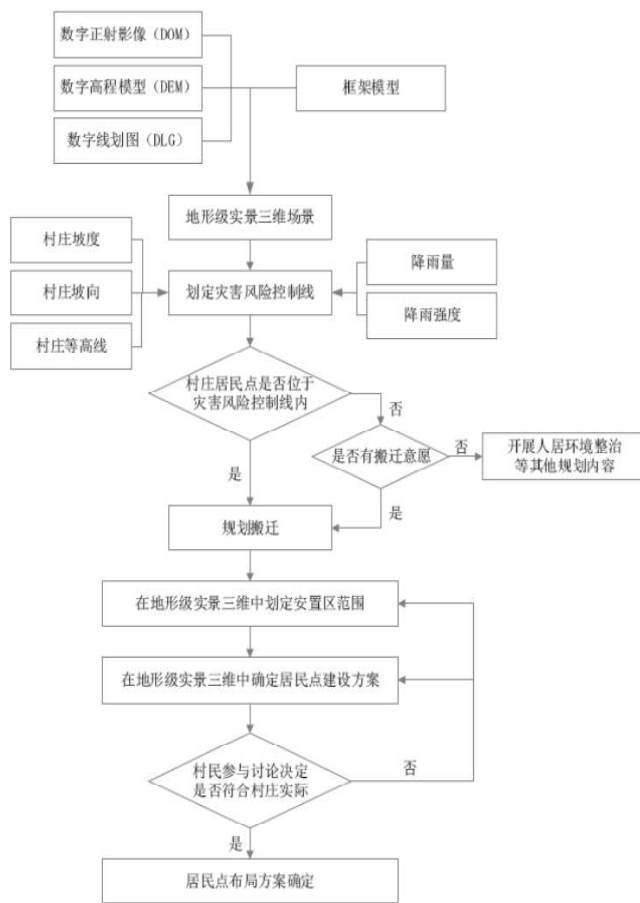 数字正射影像（DOM）
数字高程模型（DEM）
框架模型
数字线划图（DLG）
地形级实景三维场景
村庄坡度
降雨量
村庄坡向
划定灾害风险控制线
降雨强度
村庄等高线
村庄居民点是否位于
灾害风险控制线内
否
是否有搬迁意愿
否
开展人居环境整治
等其他规划内容
是
是
规划搬迁
在地形级实景三维中划定安置区范围
在地形级实景三维中确定居民点建设方案
村民参与讨论决定
是否符合村庄实际
否
是
居民点布局方案确定